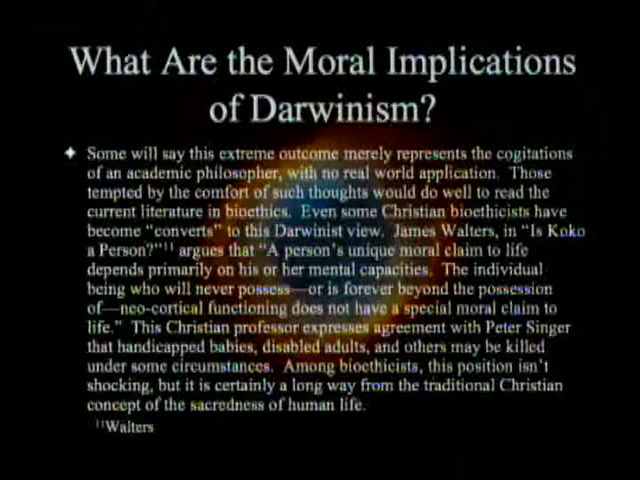 What Are the Moral Implications
of Darwinism?
Some will say this extreme outcome merely represents the cogitations
of an academic philosopher, with no real world application. Those
tempted by the comfort of such thoughts would do well to read the
current literature in bioethics. Even some Christian bioethicists have
become “converts” to this Darwinist view. James Walters, in “Is Koko
a Person?”¹¹ argues that “A person’s unique moral claim to life
depends primarily on his or her mental capacities. The individual
being who will never possess—or is forever beyond the possession
of—neo-cortical functioning does not have a special moral claim to
life.” This Christian professor expresses agreement with Peter Singer
that handicapped babies, disabled adults, and others may be killed
under some circumstances. Among bioethicists, this position isn’t
shocking, but it is certainly a long way from the traditional Christian
concept of the sacredness of human life.
¹¹Walters